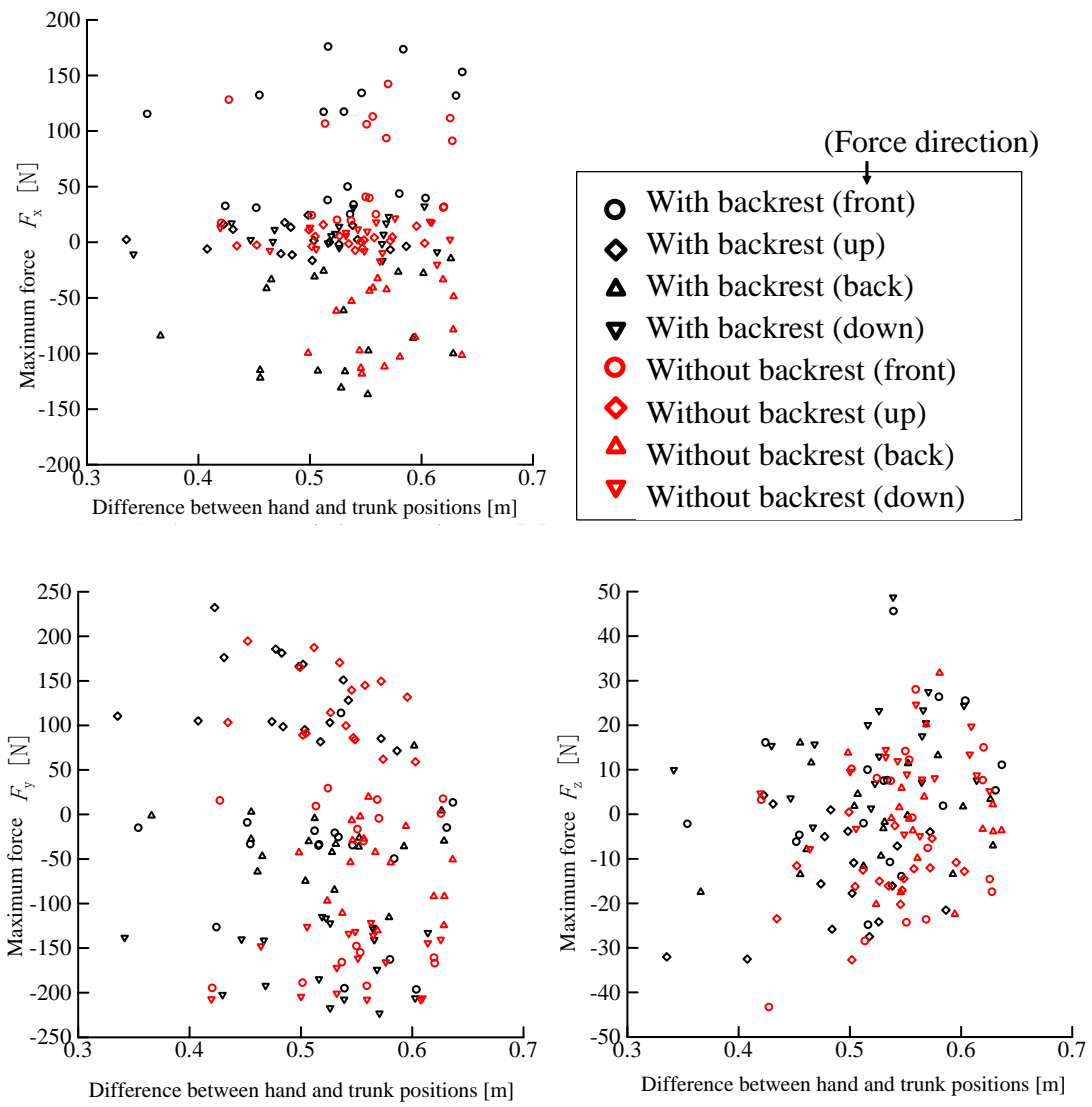 200
150
100
50
0
-50
-100
-150
-200
0.3 0.4 0.5 0.6 0.7
Maximum force Fx [N]
Difference between hand and trunk positions [m]
(Force direction)
With backrest (front)
With backrest (up)
With backrest (back)
With backrest (down)
Without backrest (front)
Without backrest (up)
Without backrest (back)
Without backrest (down)
250
200
150
100
50
0
-50
-100
-150
-200
-250
0.3 0.4 0.5 0.6 0.7
Maximum force Fy [N]
Difference between hand and trunk positions [m]
50
40
30
20
10
0
-10
-20
-30
-40
-50
0.3 0.4 0.5 0.6 0.7
Maximum force Fz [N]
Difference between hand and trunk positions [m]